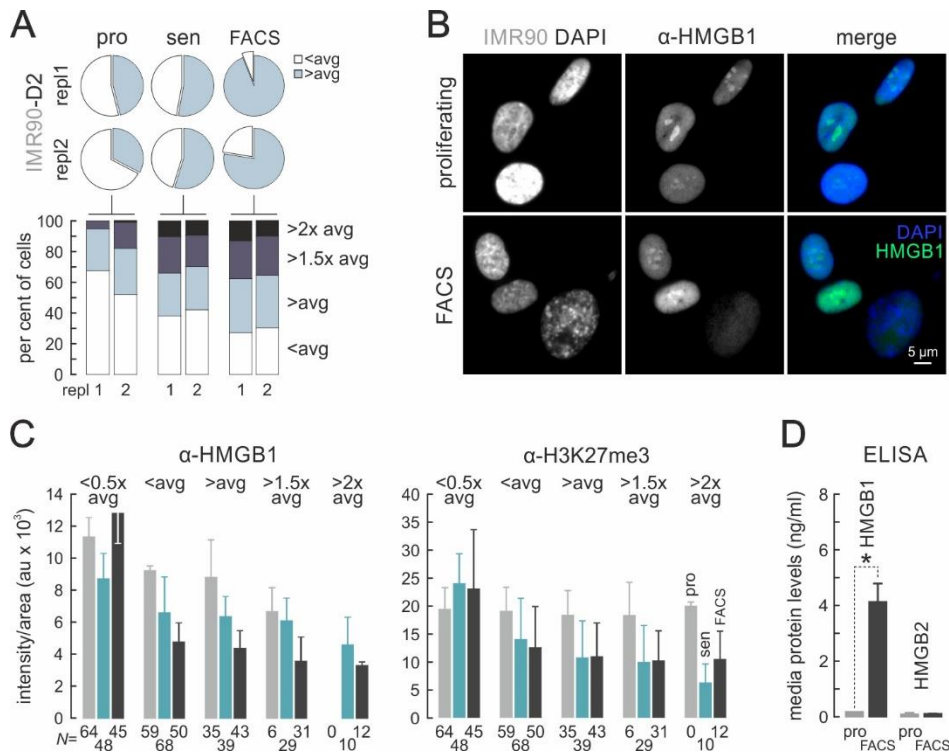 A
pro sen FACS
<avg
>avg
IMR90-D2
repl1
repl2
per cent of cells
100
80
60
40
20
0
>2x avg
>1.5x avg
>avg
<avg
repl 1 2 1 2 1 2
B
IMR90 DAPI α-HMGB1 merge
proliferating
FACS
DAPI
HMGB1
5 µm
C
α-HMGB1
<0.5x avg <avg >avg >1.5x avg >2x avg
intensity/area (au x 10³)
14
12
10
8
6
4
2
0
N= 64 48 45 59 68 50 35 39 43 6 29 31 0 10 12
α-H3K27me3
<0.5x avg <avg >avg >1.5x avg >2x avg
40
35
30
25
20
15
10
5
0
pro
sen
FACS
64 48 45 59 68 50 35 39 43 6 29 31 0 10 12
D
ELISA
media protein levels (ng/ml)
8
6
4
2
0
* HMGB1
HMGB2
pro FACS pro FACS